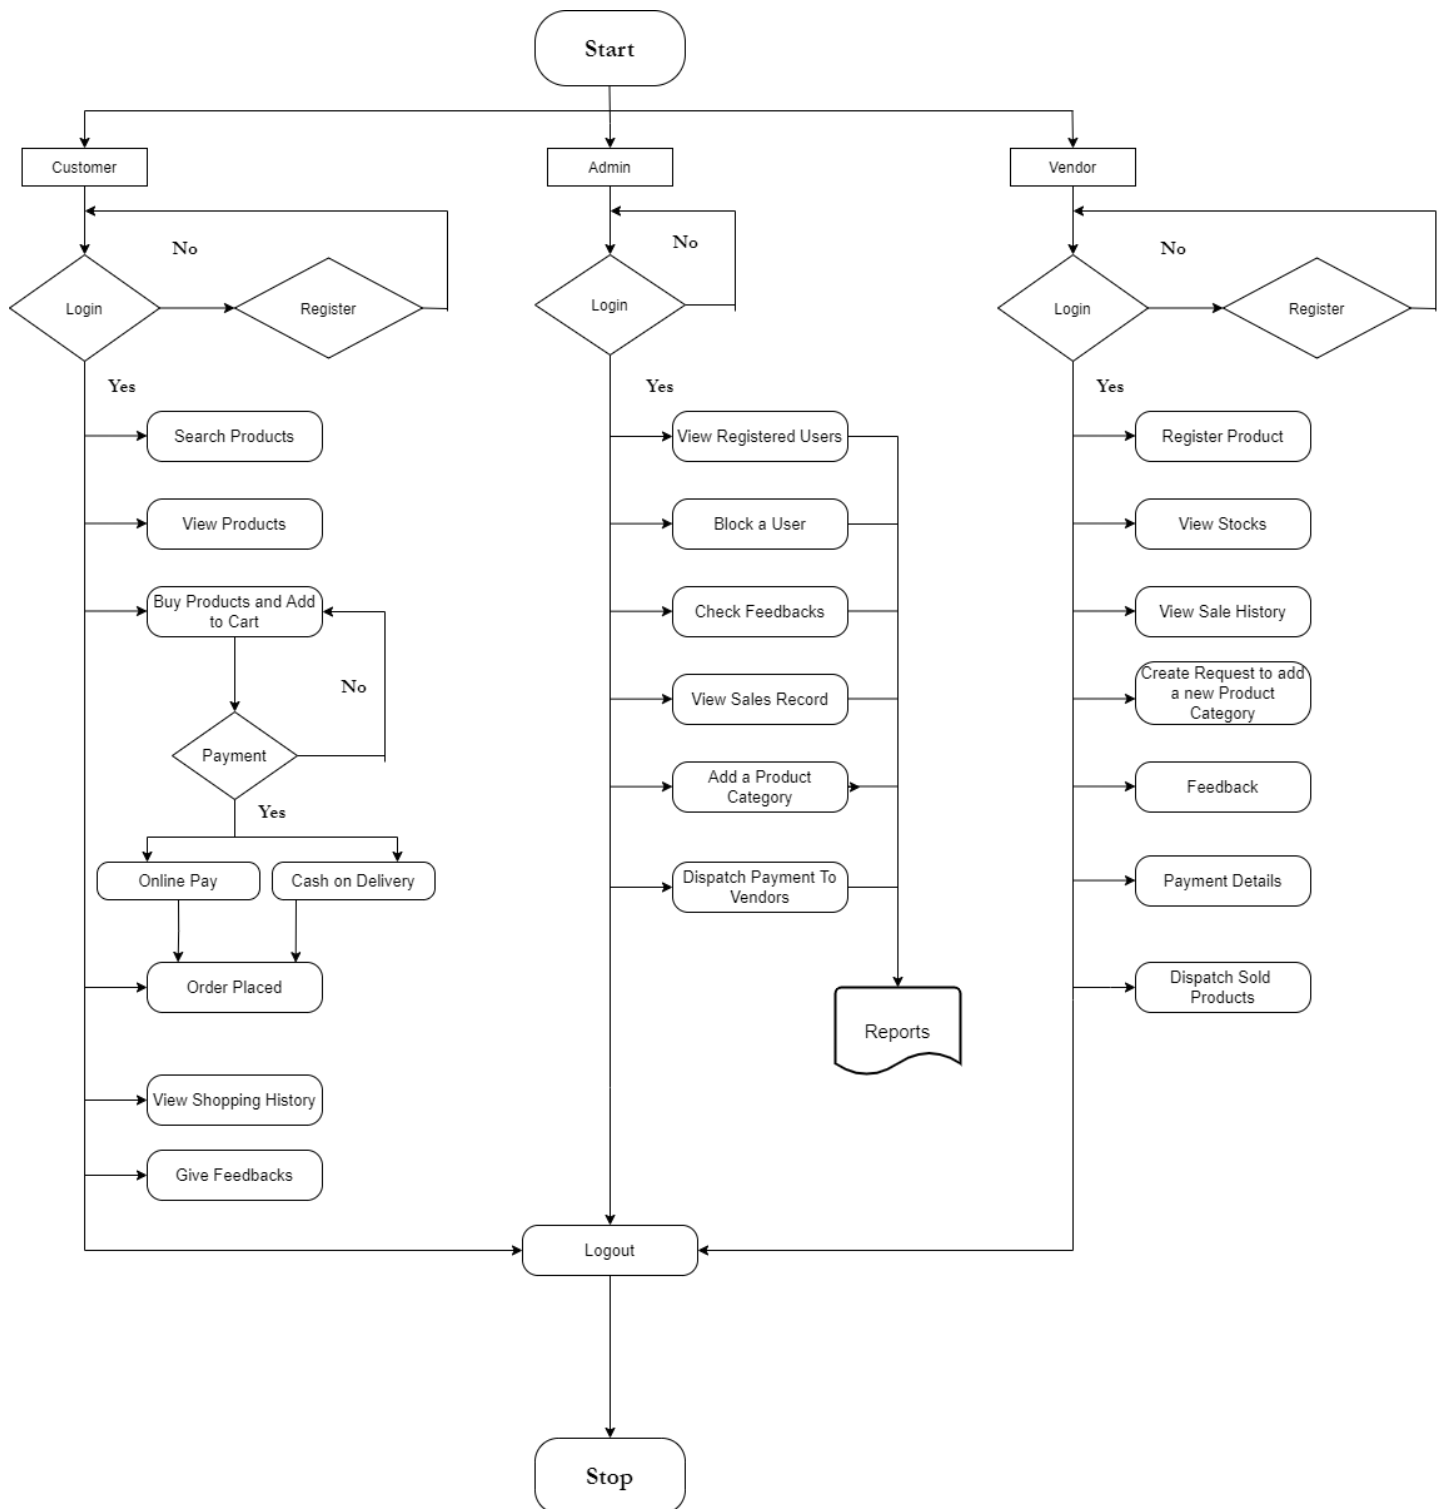 Start
Customer
Admin
Vendor
No
No
No
Login
Register
Login
Login
Register
Yes
Yes
Yes
Search Products
View Registered Users
Register Product
View Products
Block a User
View Stocks
Buy Products and Add
to Cart
Check Feedbacks
View Sale History
No
View Sales Record
Create Request to add
a new Product
Category
Payment
Add a Product
Category
Feedback
Yes
Online Pay
Cash on Delivery
Dispatch Payment To
Vendors
Payment Details
Order Placed
Dispatch Sold
Products
Reports
View Shopping History
Give Feedbacks
Logout
Stop